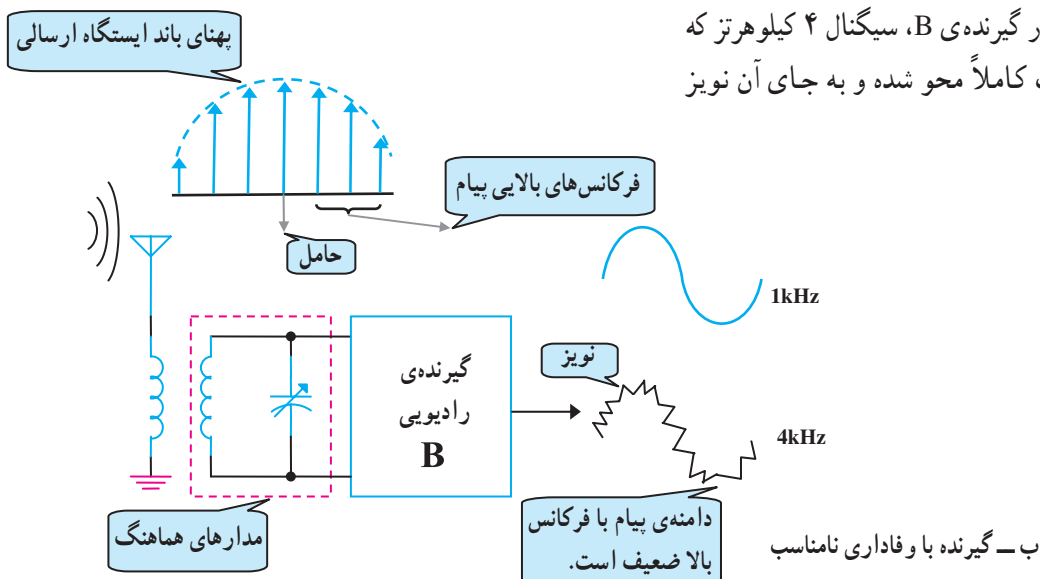 ر گیرنده‌ی B، سیگنال ۴ کیلوهرتز که
کاملاً محو شده و به جای آن نویز
پهنای باند ایستگاه ارسالی
فرکانس‌های بالایی پیام
حامل
1kHz
نویز
گیرنده‌ی
رادیویی
B
4kHz
مدارهای هماهنگ
دامنه‌ی پیام با فرکانس
بالا ضعیف است.
ب ــ گیرنده با وفاداری نامناسب